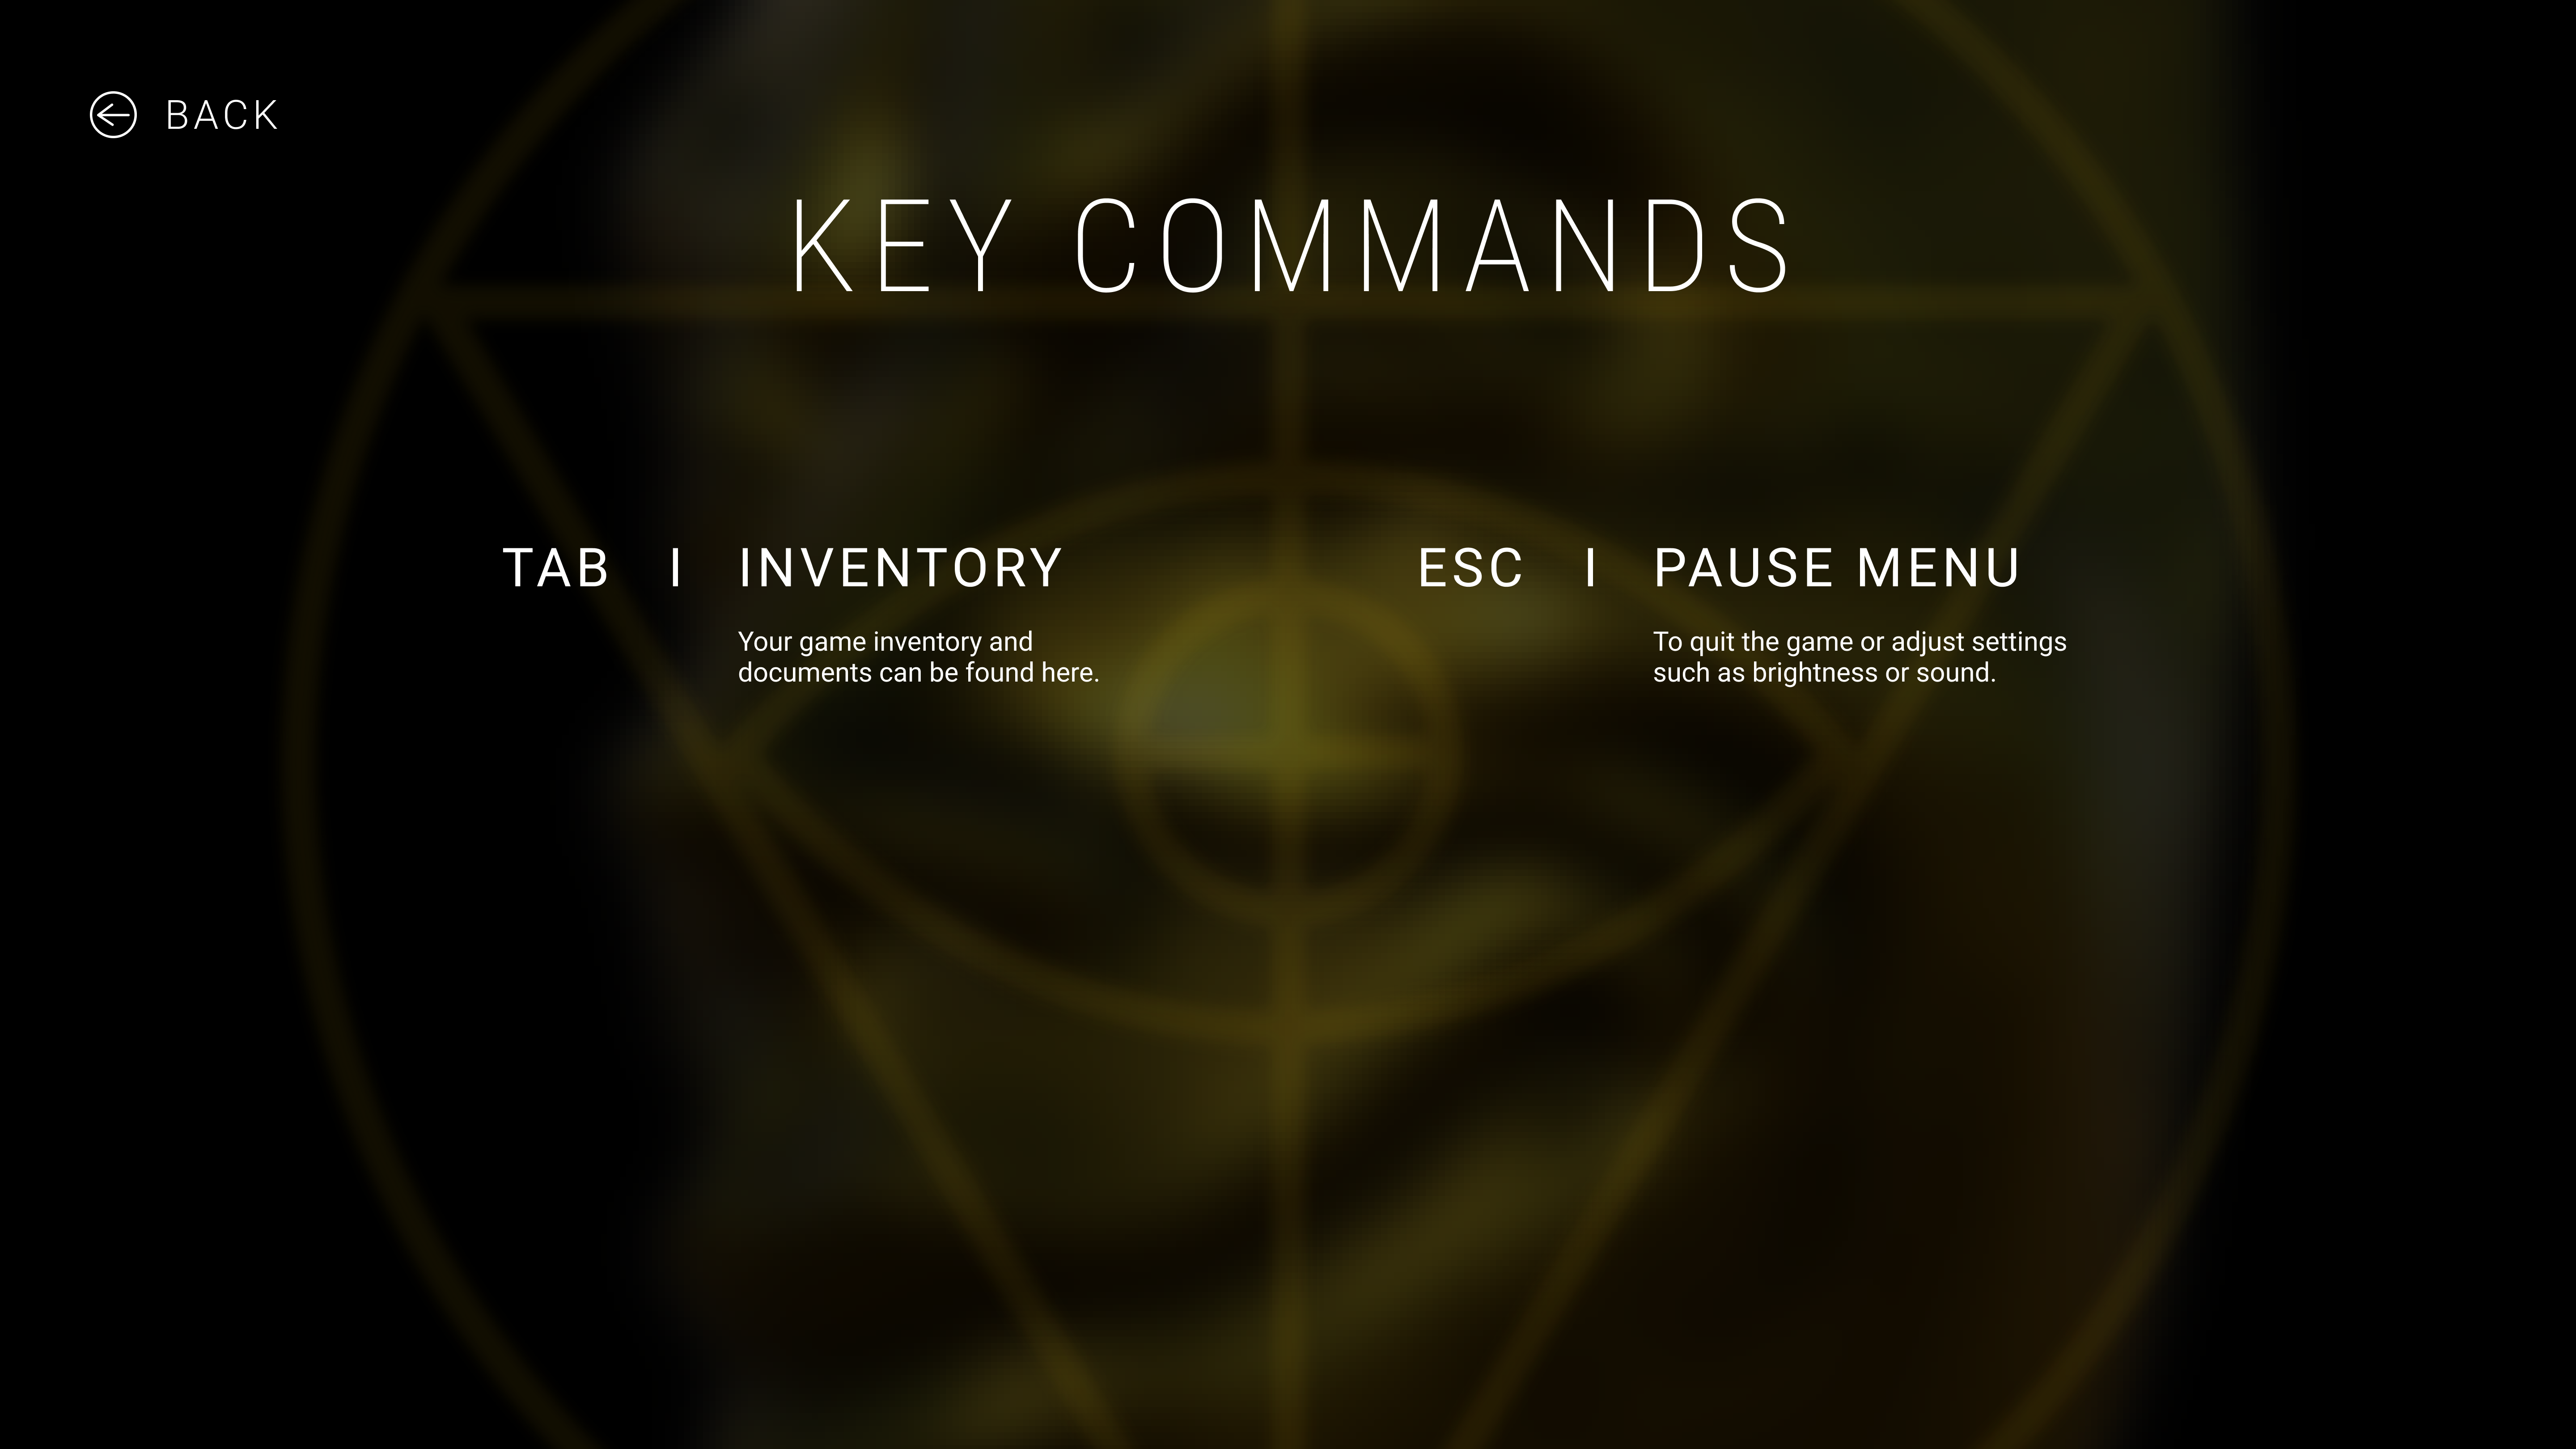 BACK
KEY COMMANDS
TAB I INVENTORY
Your game inventory and
documents can be found here.
ESC I PAUSE MENU
To quit the game or adjust settings
such as brightness or sound.